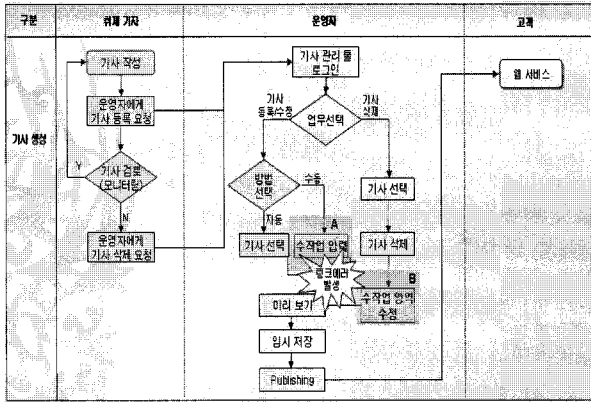 구분
취재 기자
운영자
고객
기사 생성
기사 작성
운영자에게
기사 등록 요청
Y
기사 검토
(모니터링)
N
운영자에게
기사 삭제 요청
기사 관리 툴
로그인
기사
등록/수정
기사
삭제
업무선택
방법
선택
수동
자동
기사 선택
A
수작업 입력
링크에러
발생
기사 선택
기사 삭제
B
수작업 영역
수정
미리 보기
임시 저장
Publishing
웹 서비스